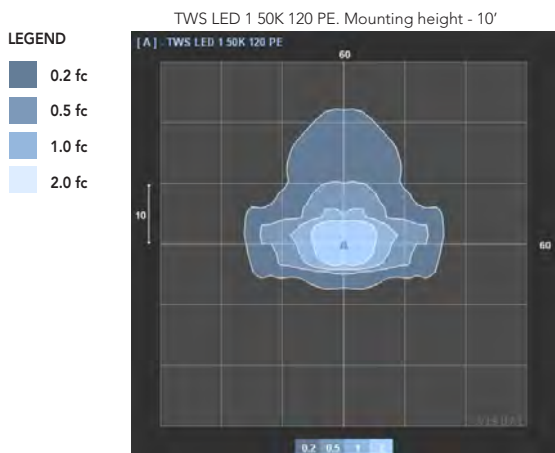 TWS LED 1 50K 120 PE. Mounting height - 10'
LEGEND
0.2 fc
0.5 fc
1.0 fc
2.0 fc
[ A ] - TWS LED 1 50K 120 PE
60
10
A
60
VISUAL
0.2 0.5 1